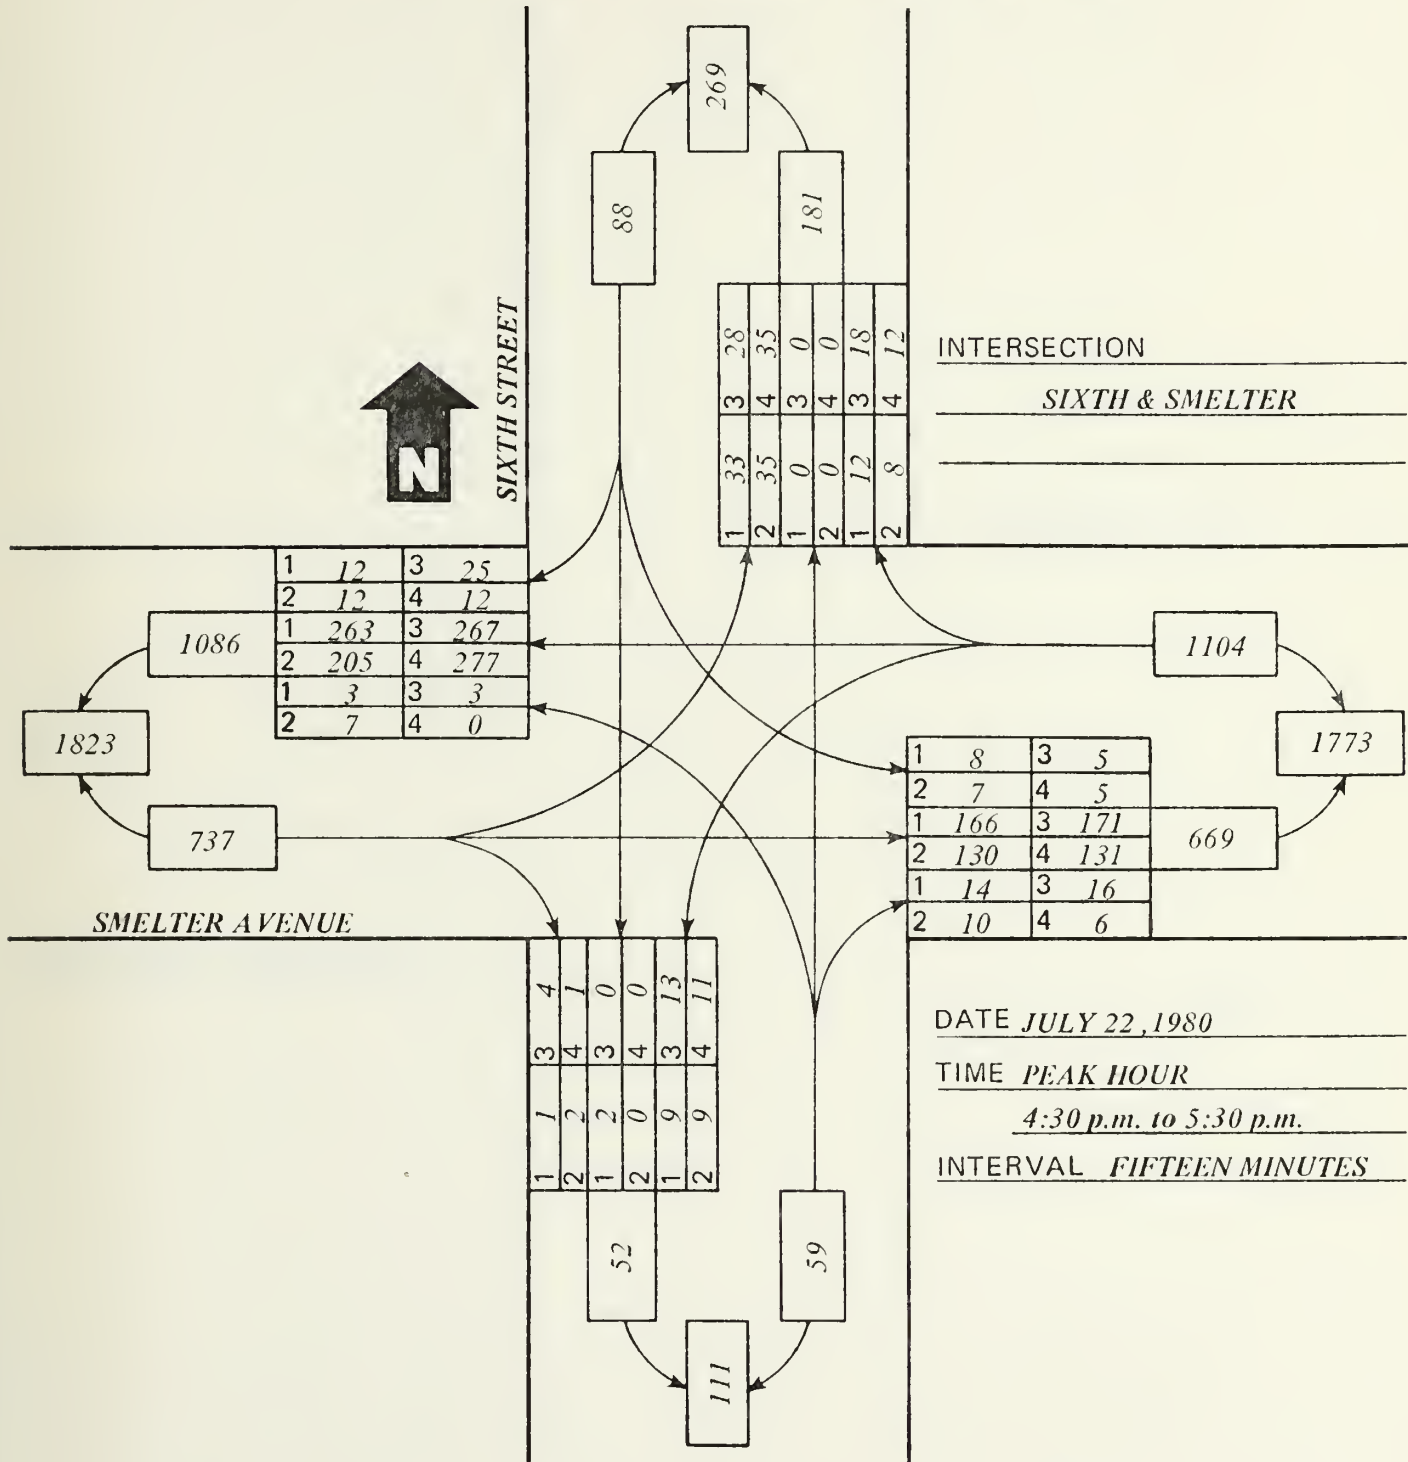 269
88
181
SIXTH STREET
N
3 28
4 35
3 0
4 0
3 18
4 12
1 33
2 35
1 0
2 0
1 12
2 8
INTERSECTION
SIXTH & SMELTER
1 12 3 25
2 12 4 12
1 263 3 267
2 205 4 277
1 3 3 3
2 7 4 0
1086
1823
737
1104
1773
1 8 3 5
2 7 4 5
1 166 3 171
2 130 4 131
1 14 3 16
2 10 4 6
669
SMELTER AVENUE
3 4
4 1
3 0
4 0
3 13
4 11
1 1
2 2
1 2
2 0
1 9
2 9
52
59
111
DATE JULY 22, 1980
TIME PEAK HOUR
4:30 p.m. to 5:30 p.m.
INTERVAL FIFTEEN MINUTES